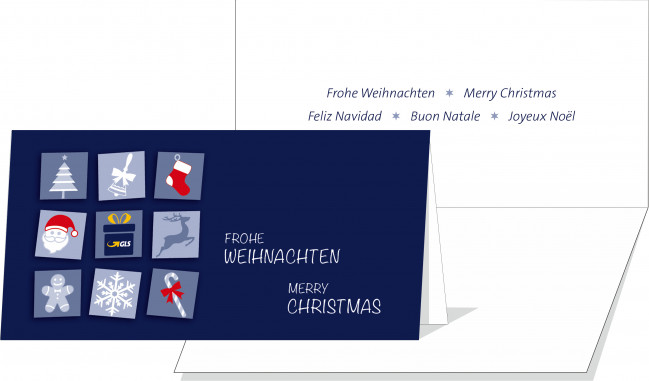 Frohe Weihnachten * Merry Christmas
Feliz Navidad * Buon Natale * Joyeux Noël
GLS
FROHE
WEIHNACHTEN
MERRY
CHRISTMAS